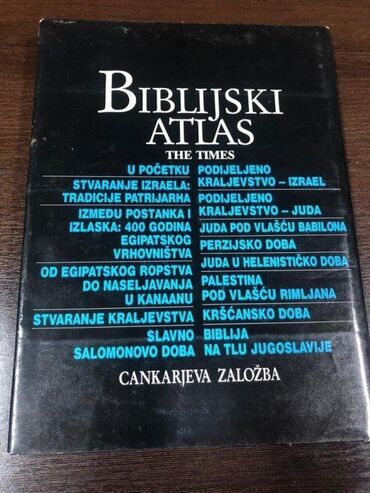 BIBLIJSKI
ATLAS
THE TIMES
U POČETKU
STVARANJE IZRAELA:
TRADICIJE PATRIJARHA
IZMEĐU POSTANKA I
IZLASKA: 400 GODINA
EGIPATSKOG
VRHOVNIŠTVA
OD EGIPATSKOG ROPSTVA
DO NASELJAVANJA
U KANAANU
STVARANJE KRALJEVSTVA
SLAVNO
SALOMONOVO DOBA
PODIJELJENO
KRALJEVSTVO – IZRAEL
PODIJELJENO
KRALJEVSTVO – JUDA
JUDA POD VLAŠĆU BABILONA
PERZIJSKO DOBA
JUDA U HELENISTIČKO DOBA
PALESTINA
POD VLAŠĆU RIMLJANA
KRŠĆANSKO DOBA
BIBLIJA
NA TLU JUGOSLAVIJE
CANKARJEVA ZALOŽBA